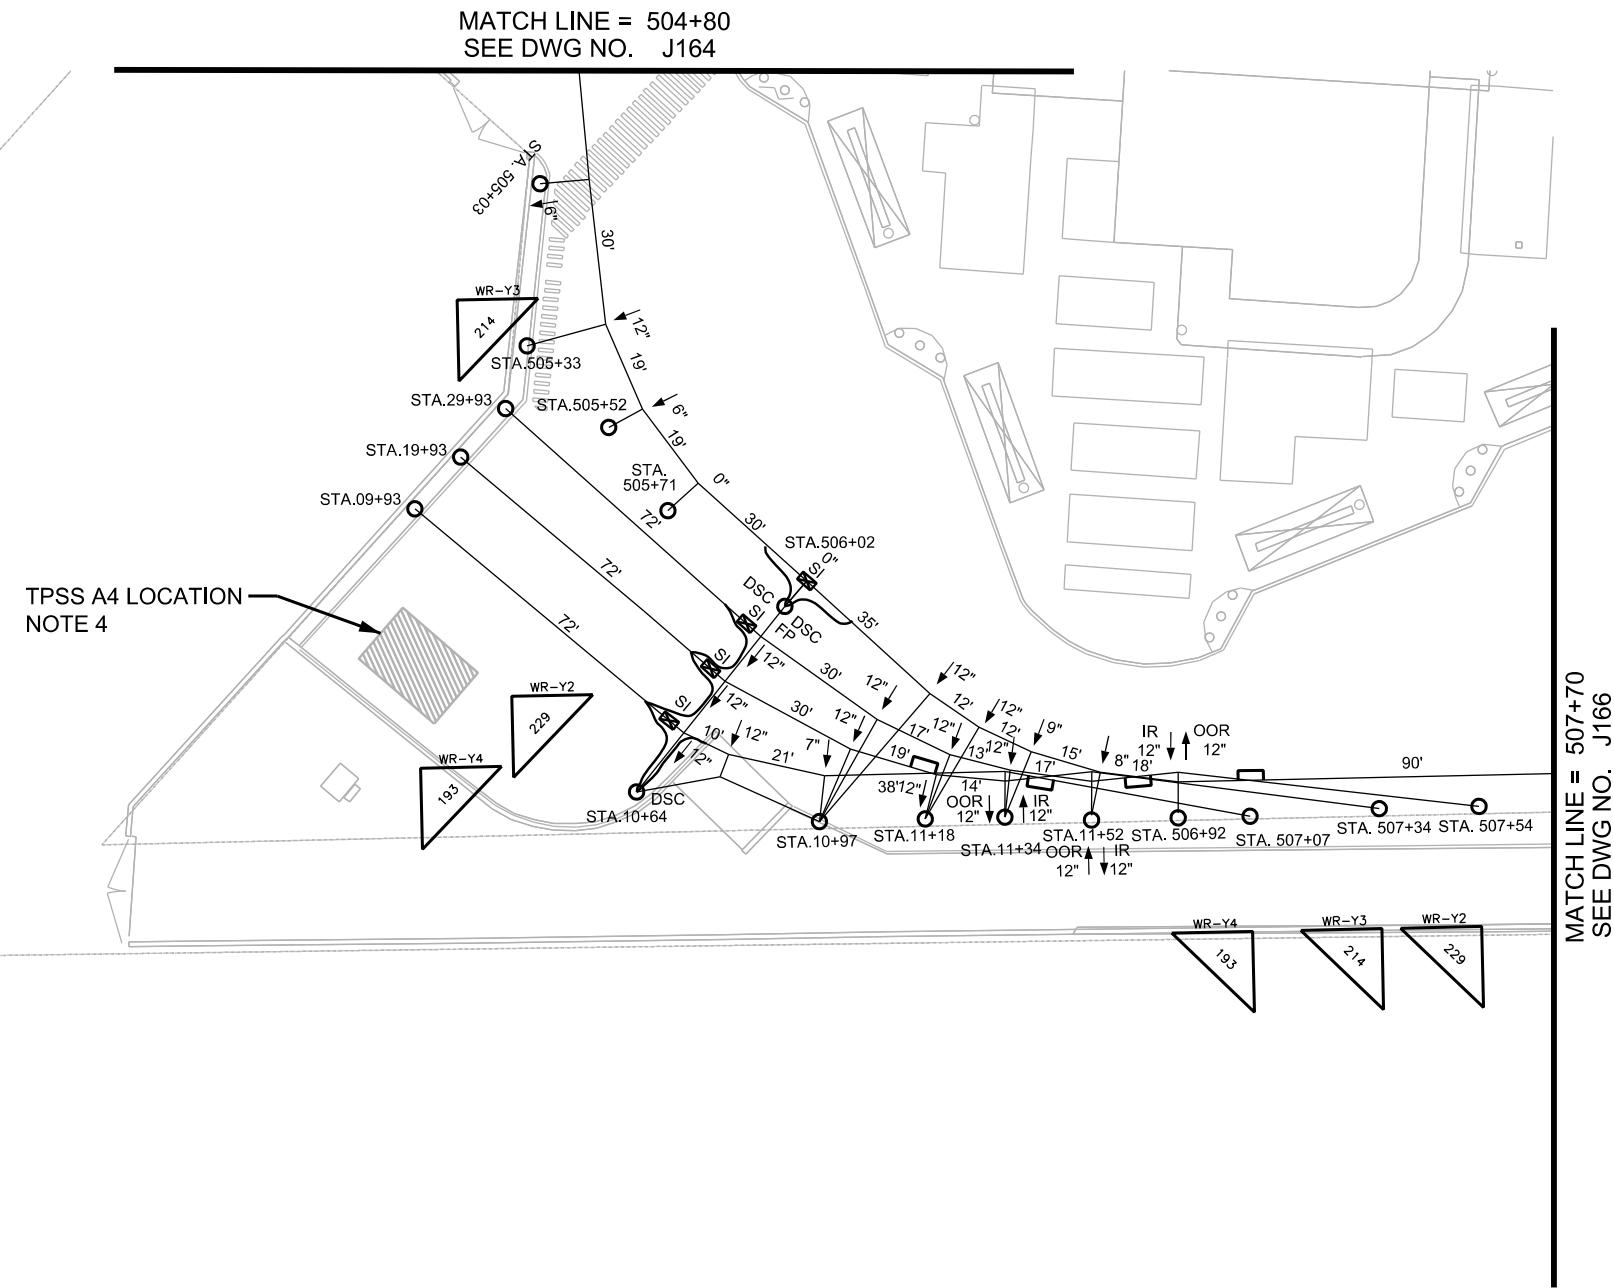 MATCH LINE = 504+80
SEE DWG NO. J164
STA. 505+03
6"
30'
WR-Y3
214
12"
STA.505+33
19'
STA.29+93
STA.505+52
6"
19'
STA.19+93
STA.
505+71
0"
STA.09+93
72'
30'
STA.506+02
0"
SI
72'
DSC
SI
DSC
FP
35'
TPSS A4 LOCATION
NOTE 4
72'
SI
12"
30'
12"
12"
SI
12"
30'
12"
12'
12"
WR-Y2
229
10'
12"
12"
7"
12"
17'
12"
12'
9"
IR
12"
OOR
12"
WR-Y4
193
12"
21'
19'
13'
12"
17'
15'
8"
18'
90'
DSC
38'
12"
14'
OOR
12"
IR
12"
STA.10+64
STA.10+97
STA.11+18
STA.11+34
STA.11+52
STA. 506+92
STA. 507+07
STA. 507+34
STA. 507+54
OOR
12"
IR
12"
MATCH LINE = 507+70
SEE DWG NO. J166
WR-Y4
193
WR-Y3
214
WR-Y2
229